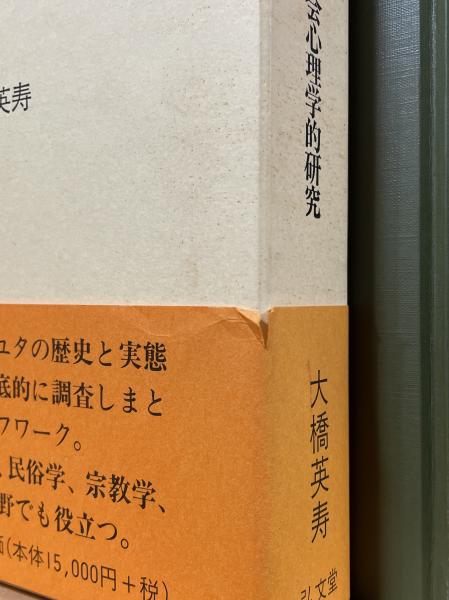 英寿
会心理学的研究
ユタの歴史と実態
底的に調査しまと
フワーク。
、民俗学、宗教学、
野でも役立つ。
価(本体15,000円+税)
大橋英寿
弘文堂